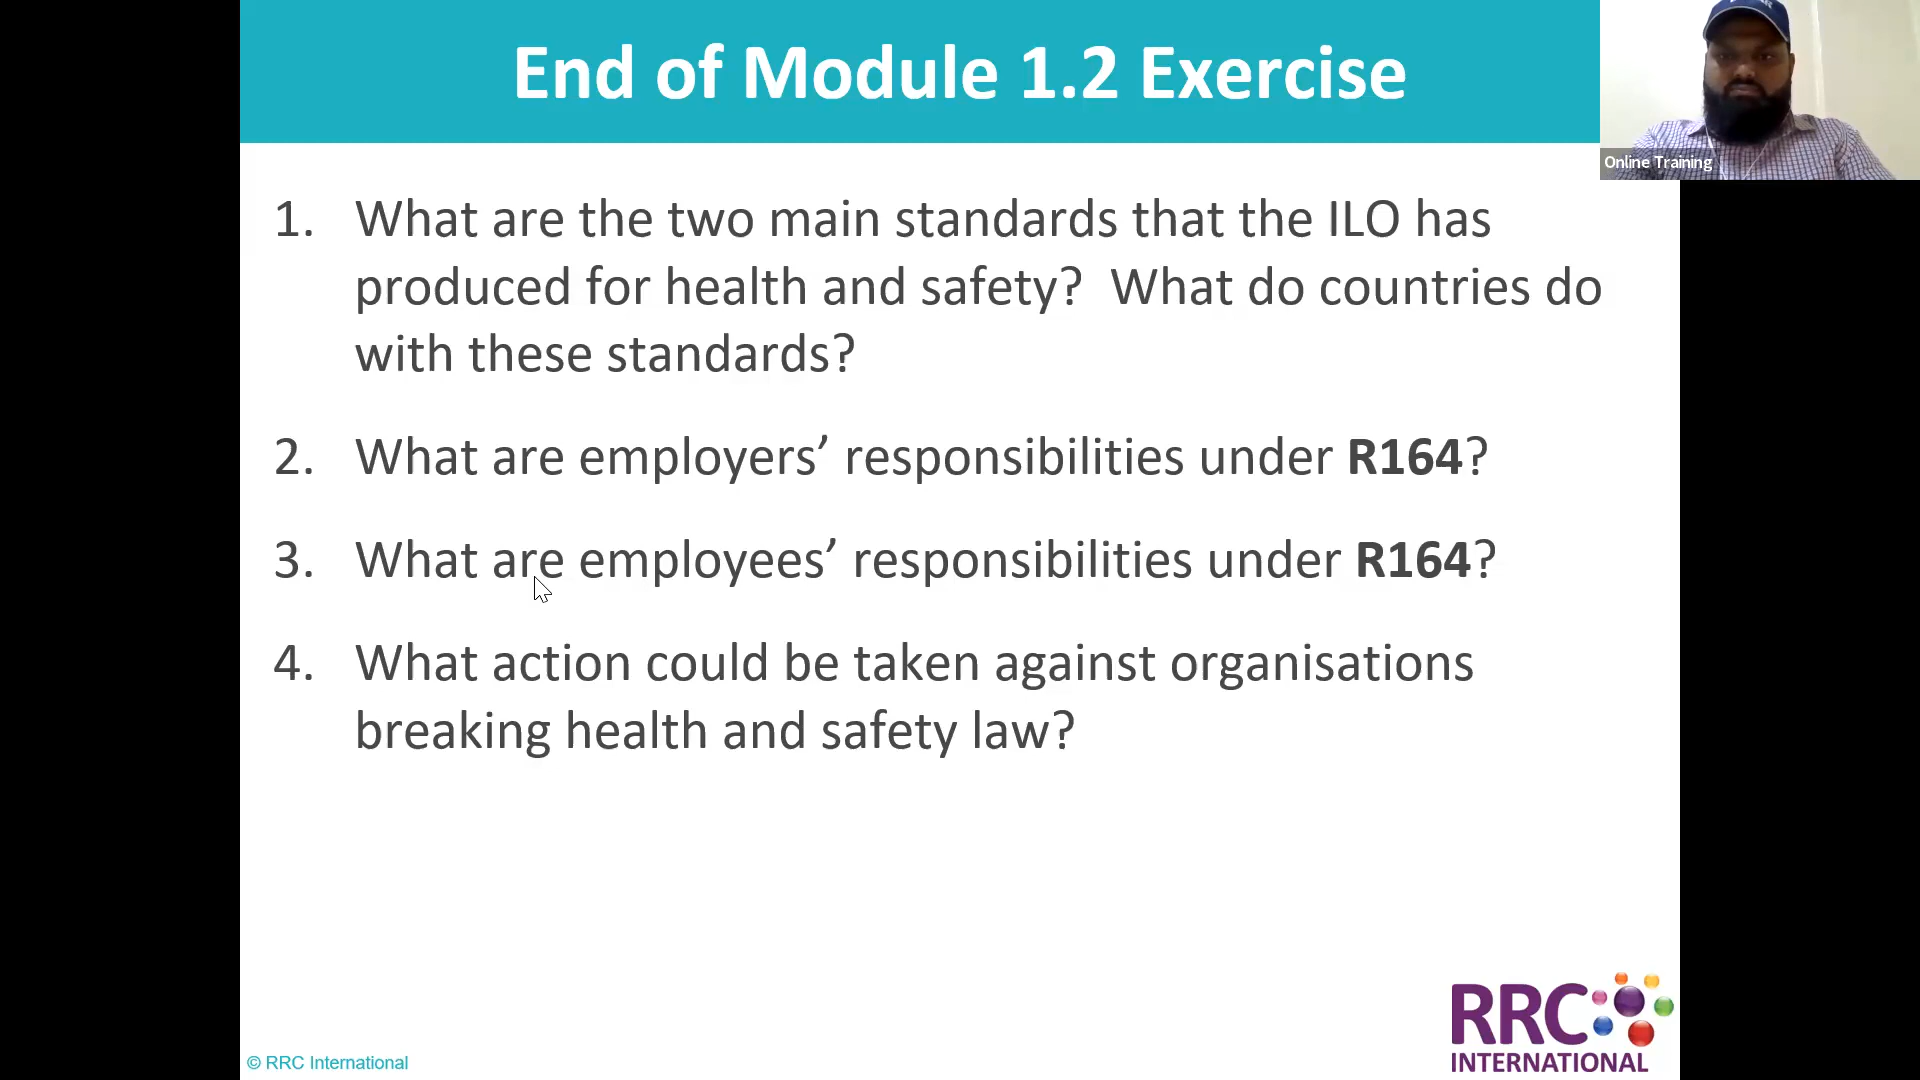 End of Module 1.2 Exercise
Online Training
1. What are the two main standards that the ILO has
produced for health and safety? What do countries do
with these standards?
2. What are employers’ responsibilities under R164?
3. What are employees’ responsibilities under R164?
4. What action could be taken against organisations
breaking health and safety law?
RRC
INTERNATIONAL
© RRC International